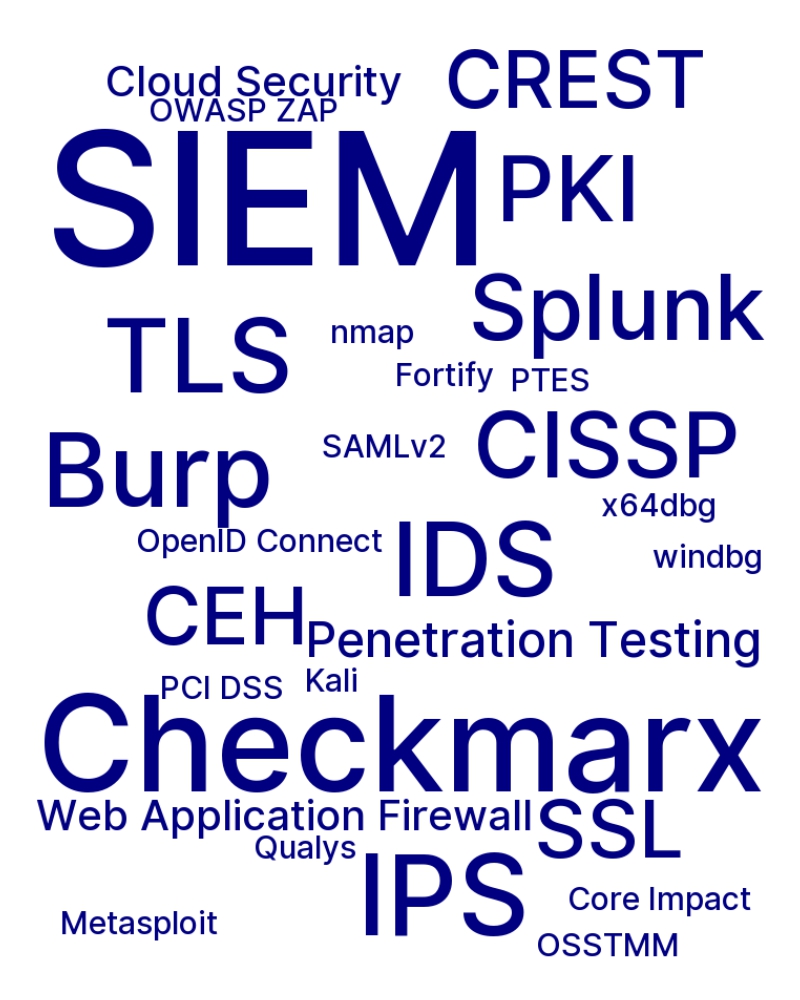 Cloud Security
CREST
OWASP ZAP
SIEM
PKI
Splunk
TLS
nmap
Fortify
PTES
Burp
SAMLv2
CISSP
x64dbg
OpenID Connect
IDS
windbg
CEH
Penetration Testing
PCI DSS
Kali
Checkmarx
Web Application Firewall
SSL
Qualys
IPS
Core Impact
Metasploit
OSSTMM